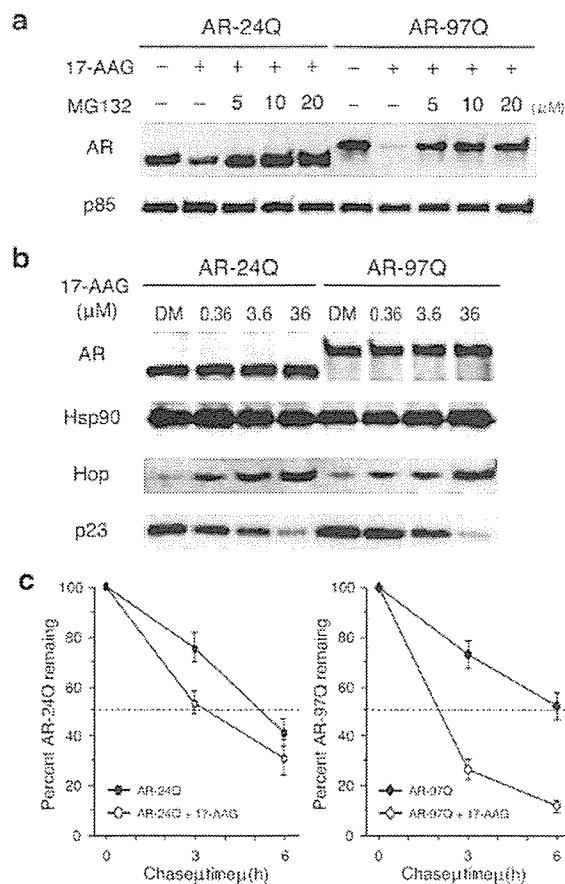 a
AR-24Q AR-97Q
17-AAG − + + + + − + + + +
MG132 − − 5 10 20 − − 5 10 20 (μM)
AR
p85
b
AR-24Q AR-97Q
17-AAG
(μM) DM 0.36 3.6 36 DM 0.36 3.6 36
AR
Hsp90
Hop
p23
c
Percent AR-24Q remaing
100
80
60
40
20
0
AR-24Q
AR-24Q + 17-AAG
0 3 6
Chaseμtimeμ(h)
Percent AR-97Q remaing
100
80
60
40
20
0
AR-97Q
AR-97Q + 17-AAG
0 3 6
Chaseμtimeμ(h)